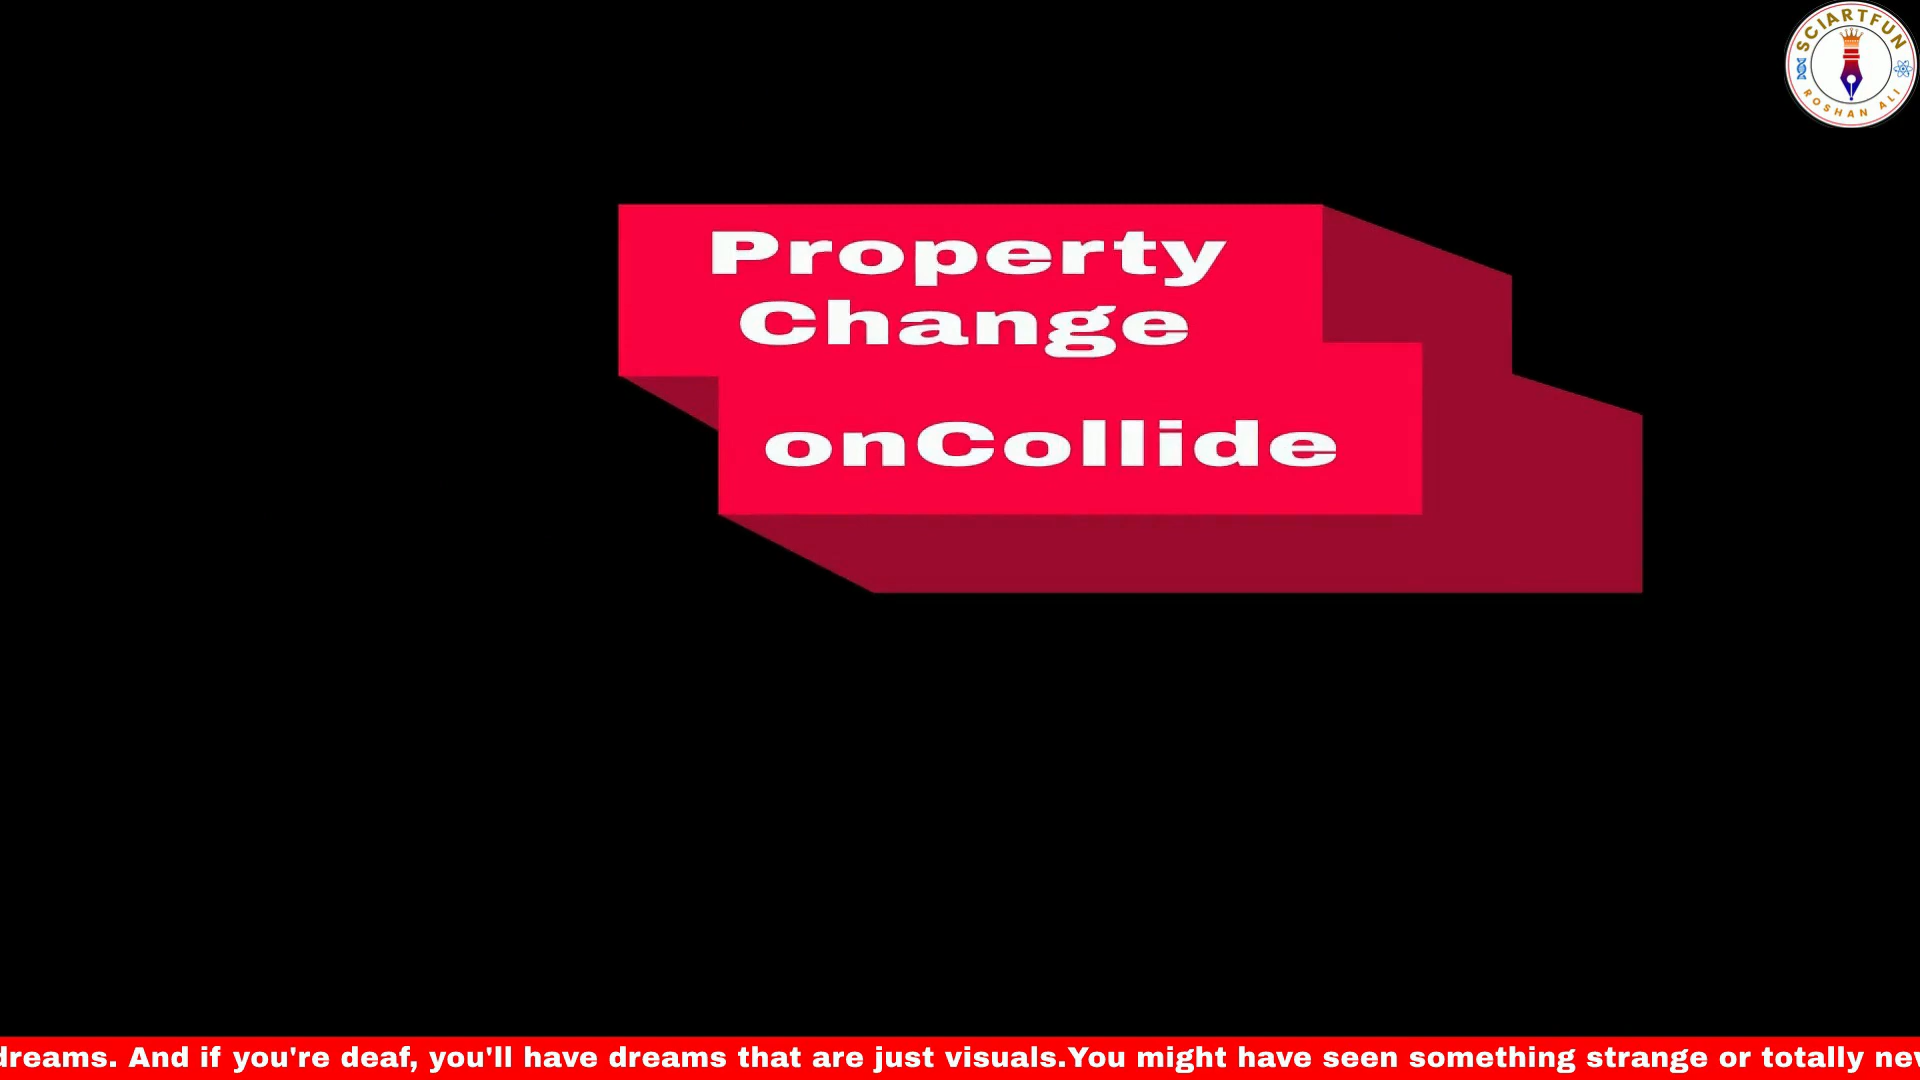 SCIARTFUN
ROSHAN ALI
Property
Change
onCollide
dreams. And if you're deaf, you'll have dreams that are just visuals.You might have seen something strange or totally